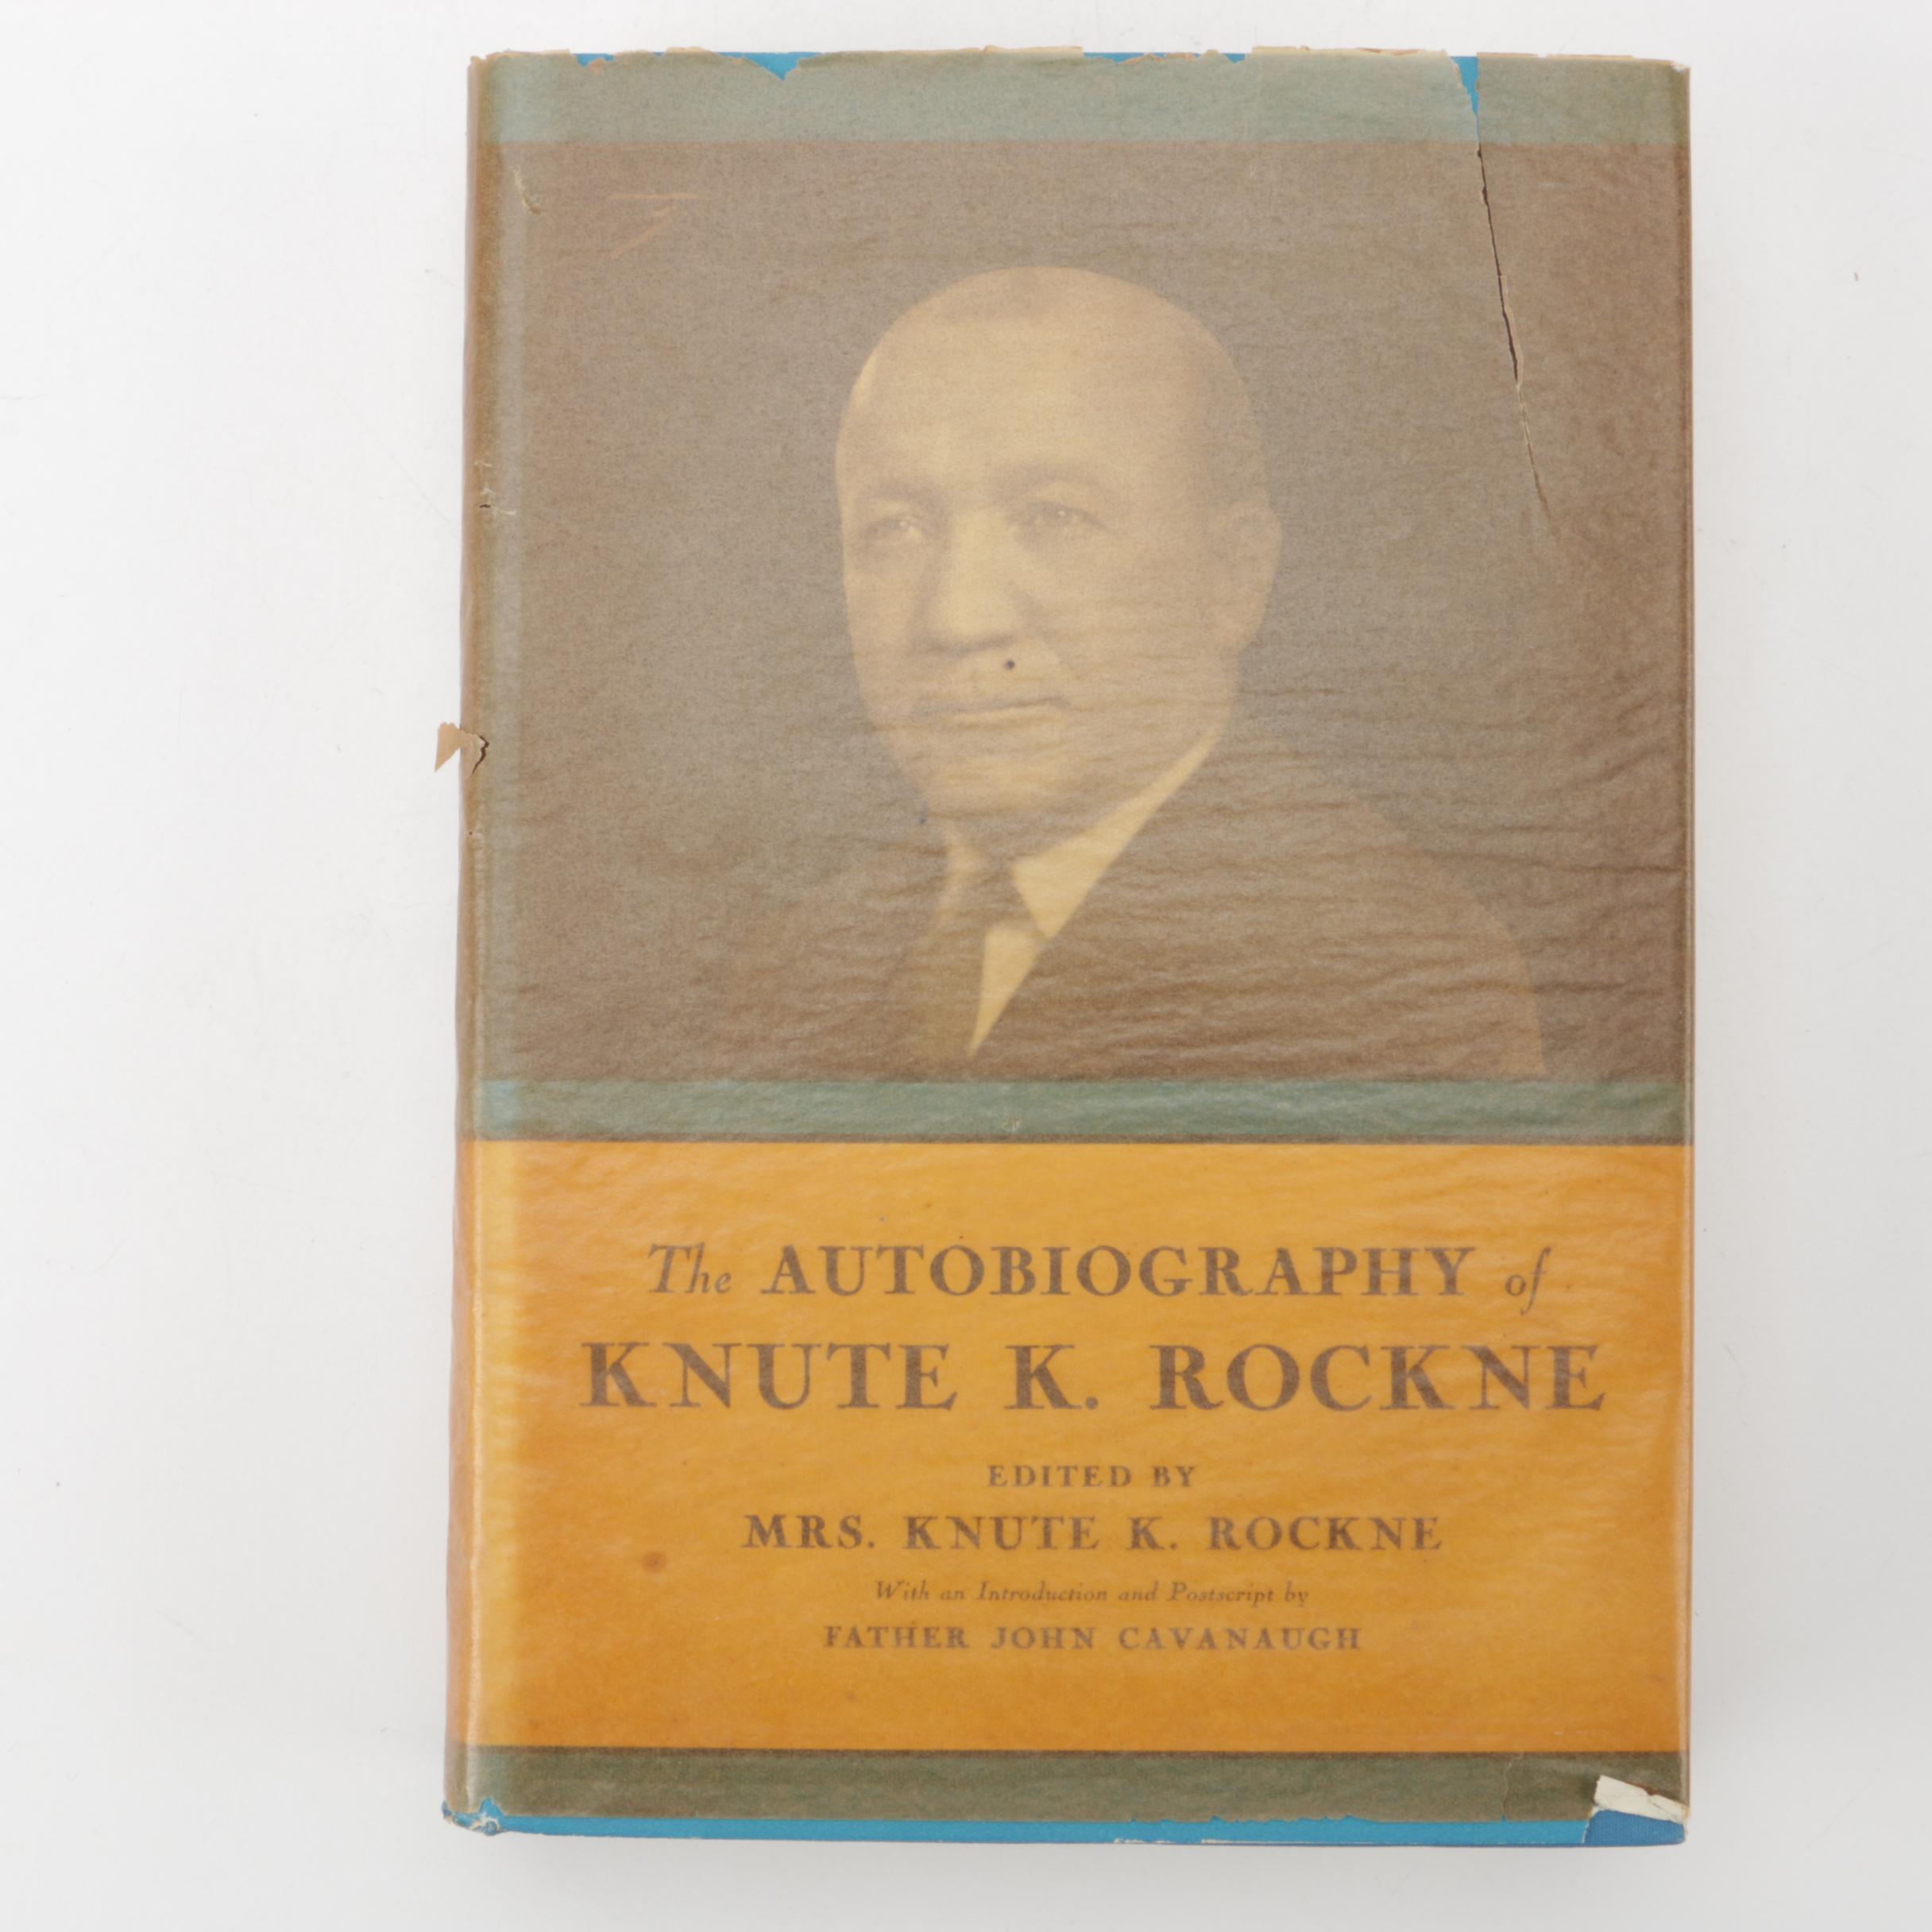 The AUTOBIOGRAPHY of
KNUTE K. ROCKNE
EDITED BY
MRS. KNUTE K. ROCKNE
With an Introduction and Postscript by
FATHER JOHN CAVANAUGH